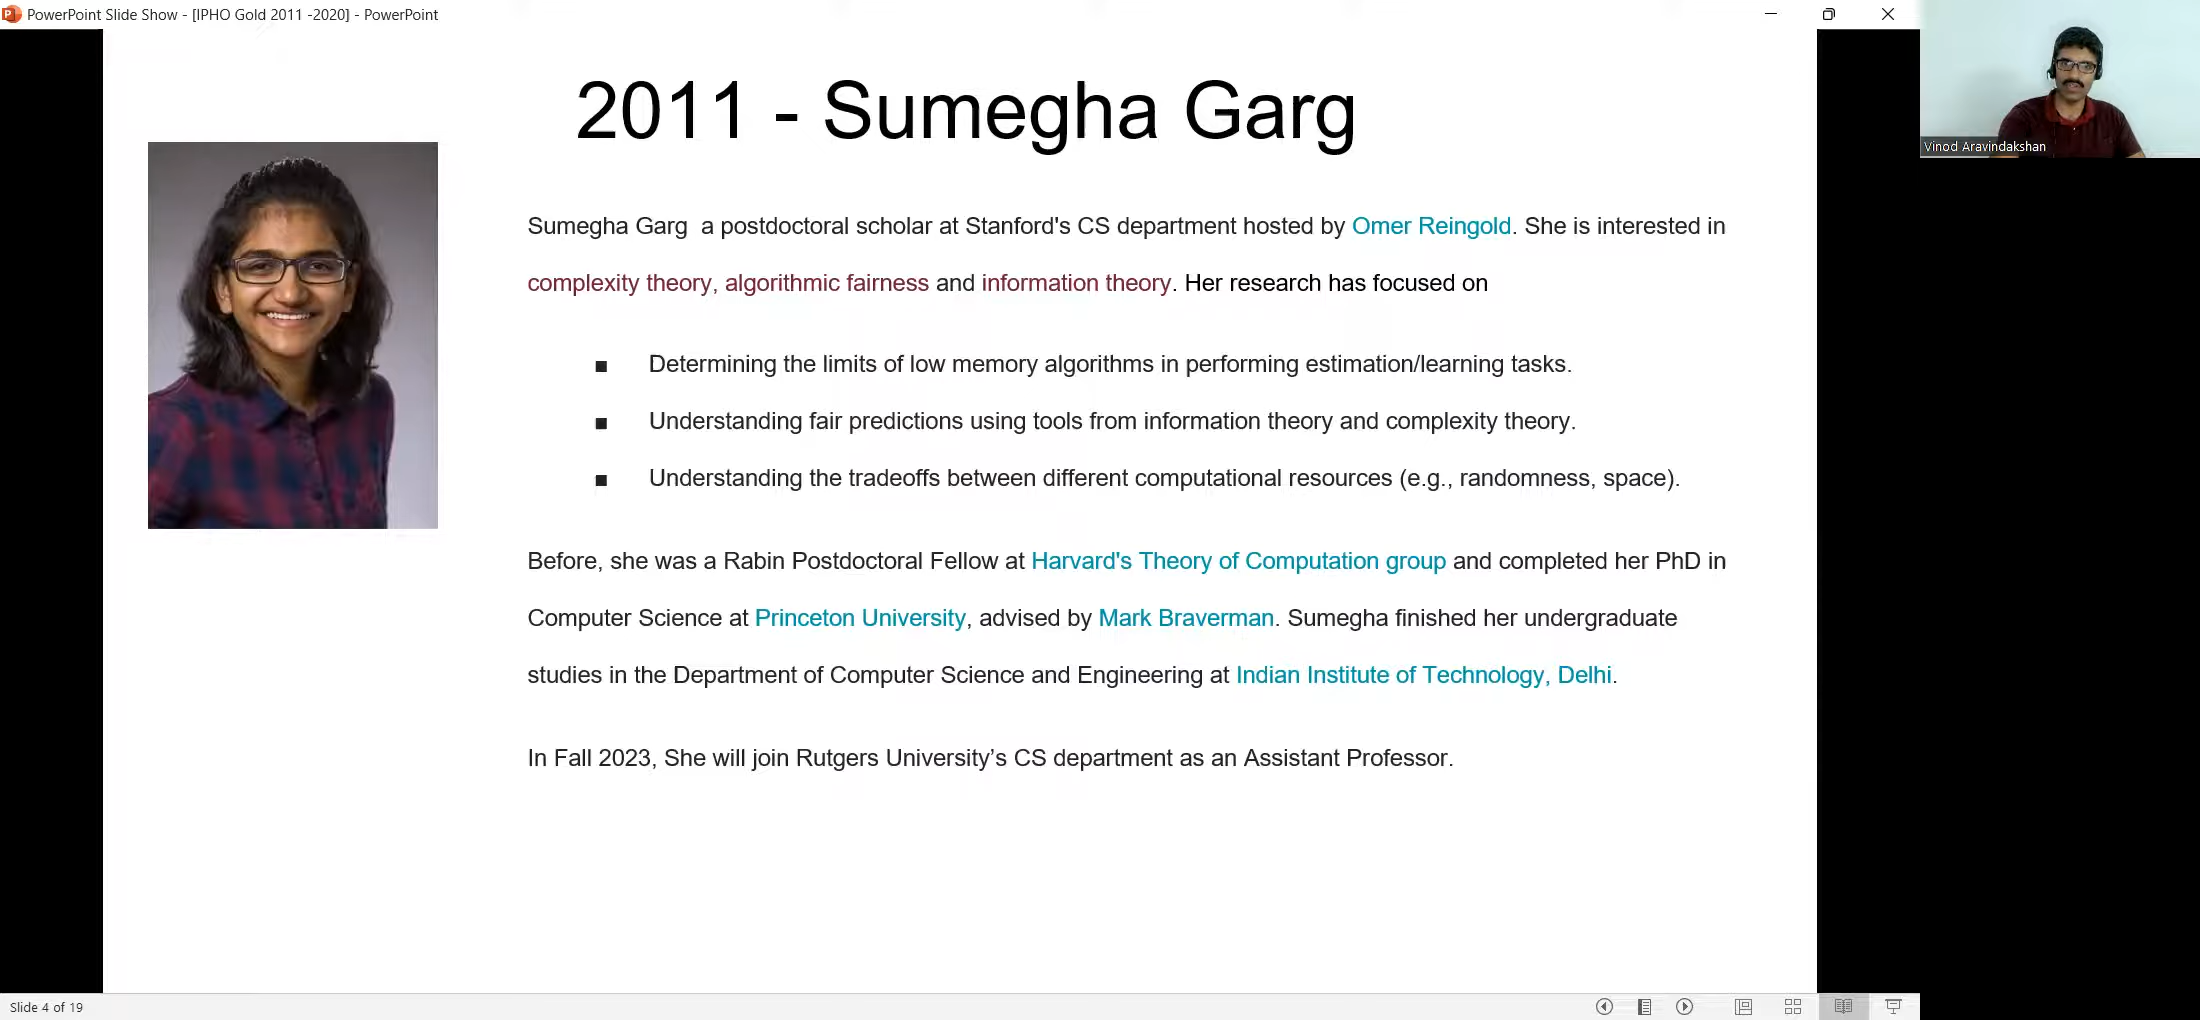 PowerPoint Slide Show - [IPHO Gold 2011 -2020] - PowerPoint
2011 - Sumegha Garg
Vinod Aravindakshan
Sumegha Garg  a postdoctoral scholar at Stanford's CS department hosted by Omer Reingold. She is interested in
complexity theory, algorithmic fairness and information theory. Her research has focused on
■ Determining the limits of low memory algorithms in performing estimation/learning tasks.
■ Understanding fair predictions using tools from information theory and complexity theory.
■ Understanding the tradeoffs between different computational resources (e.g., randomness, space).
Before, she was a Rabin Postdoctoral Fellow at Harvard's Theory of Computation group and completed her PhD in
Computer Science at Princeton University, advised by Mark Braverman. Sumegha finished her undergraduate
studies in the Department of Computer Science and Engineering at Indian Institute of Technology, Delhi.
In Fall 2023, She will join Rutgers University’s CS department as an Assistant Professor.
Slide 4 of 19